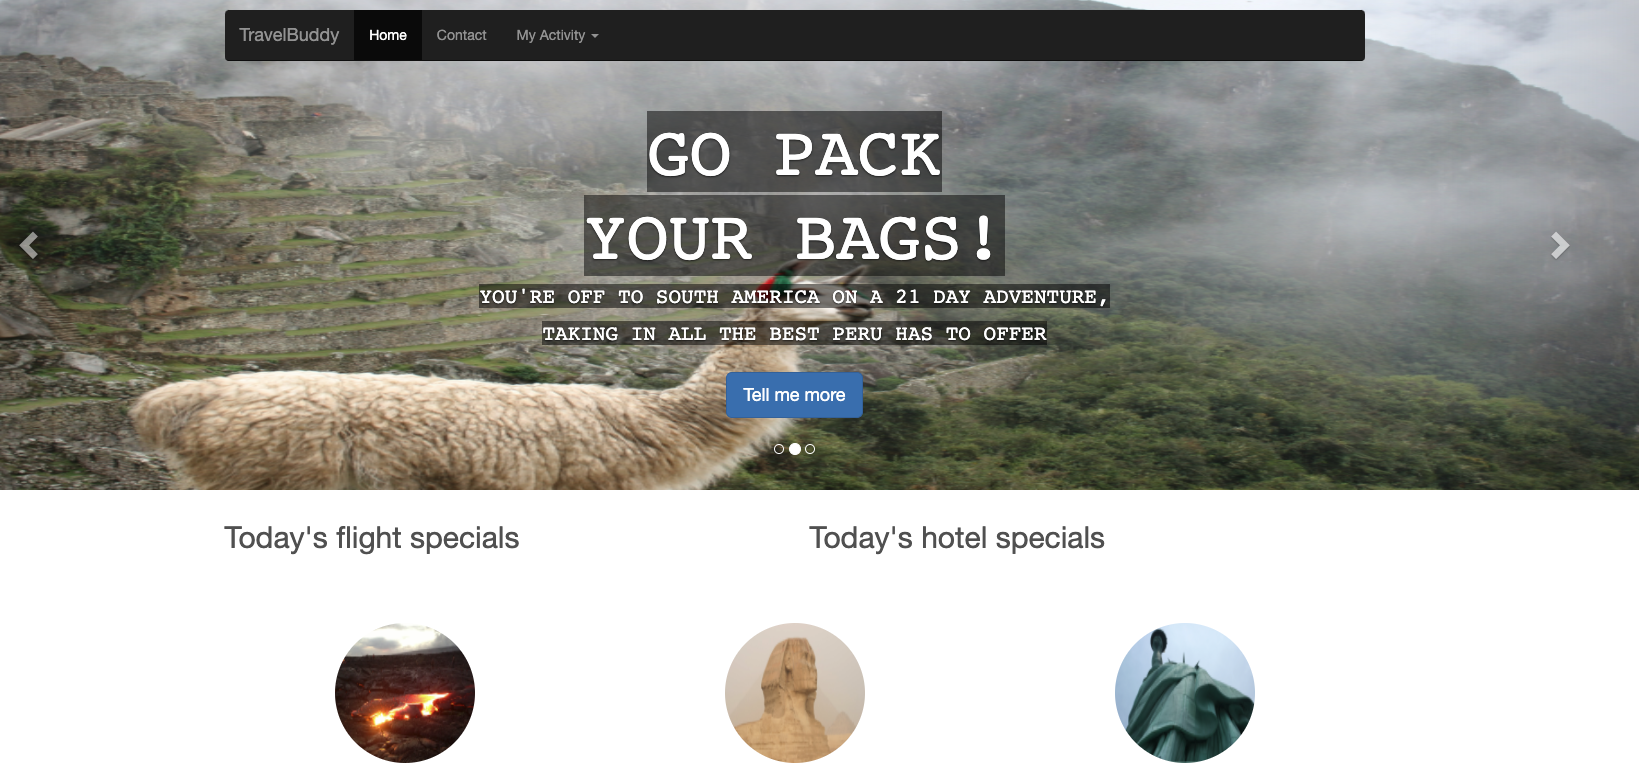 TravelBuddy Home Contact My Activity
GO PACK
YOUR BAGS!
YOU'RE OFF TO SOUTH AMERICA ON A 21 DAY ADVENTURE,
TAKING IN ALL THE BEST PERU HAS TO OFFER
Tell me more
Today's flight specials
Today's hotel specials